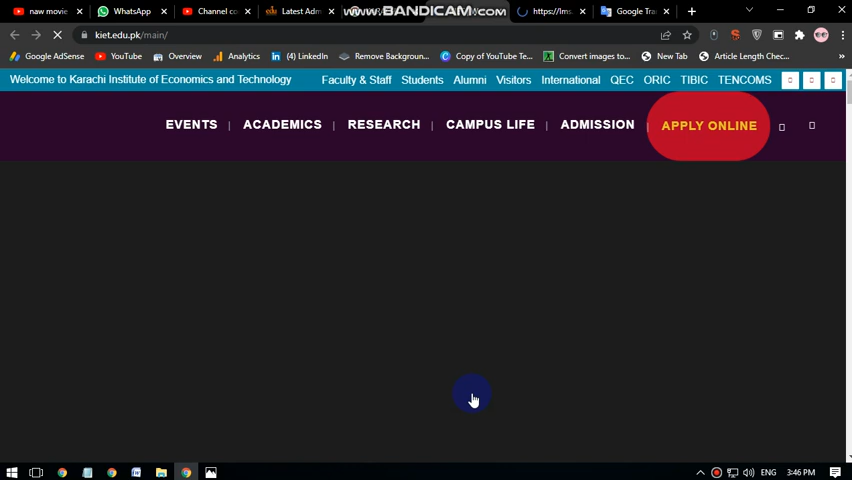 naw movie
WhatsApp
Channel co
Latest Adm
www.BANDICAM.com
https://lms.
Google Tra
kiet.edu.pk/main/
Google AdSense
YouTube
Overview
Analytics
(1) LinkedIn
Remove Backgroun...
Copy of YouTube Te...
Convert images to...
New Tab
Article Length Chec...
»
Welcome to Karachi Institute of Economics and Technology
Faculty & Staff Students Alumni Visitors International QEC ORIC TIBIC TENCOMS
EVENTS | ACADEMICS | RESEARCH | CAMPUS LIFE | ADMISSION | APPLY ONLINE
ENG 3:46 PM